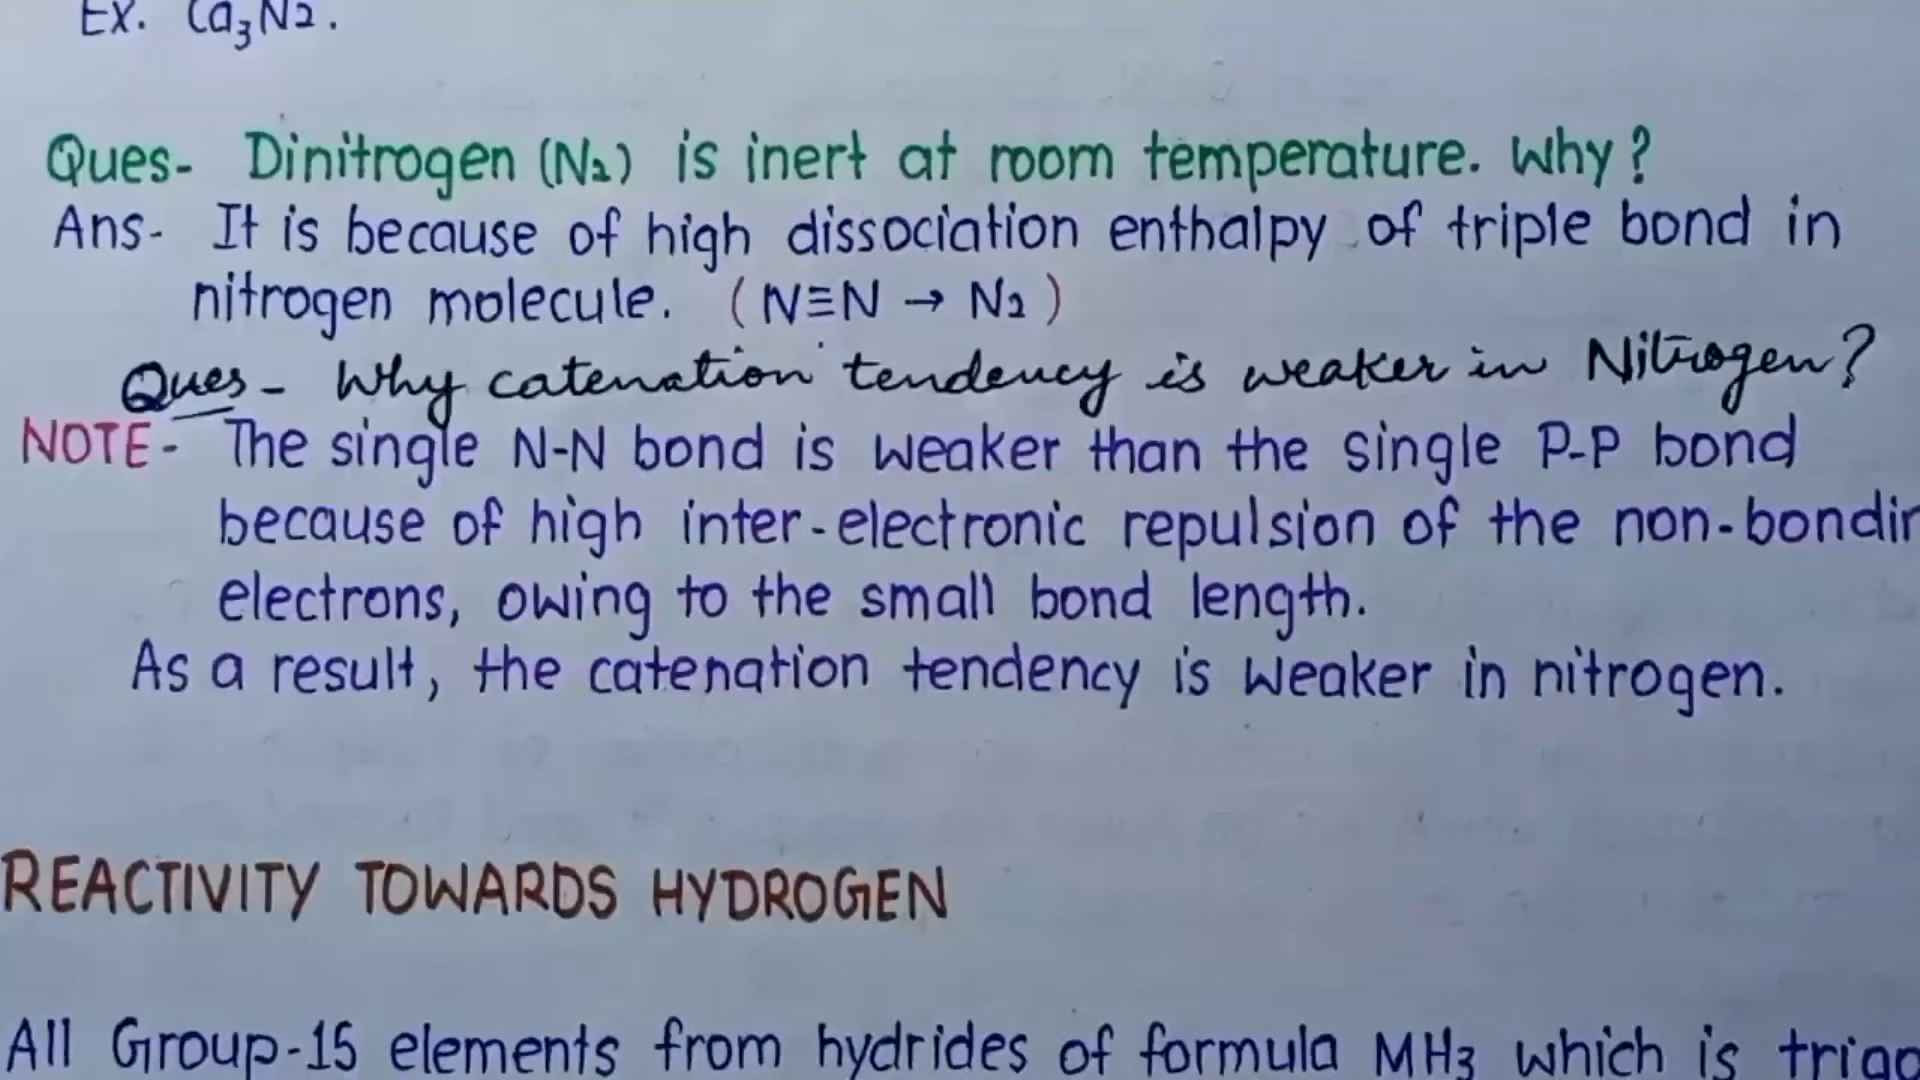 Ex. Ca₃N₂.
Ques- Dinitrogen (N₂) is inert at room temperature. Why?
Ans- It is because of high dissociation enthalpy of triple bond in
nitrogen molecule. (N≡N → N₂)
Ques- Why catenation tendency is weaker in Nitrogen?
NOTE- The single N-N bond is weaker than the single P-P bond
because of high inter-electronic repulsion of the non-bondin
electrons, owing to the small bond length.
As a result, the catenation tendency is weaker in nitrogen.
REACTIVITY TOWARDS HYDROGEN
All Group-15 elements from hydrides of formula MH₃ which is